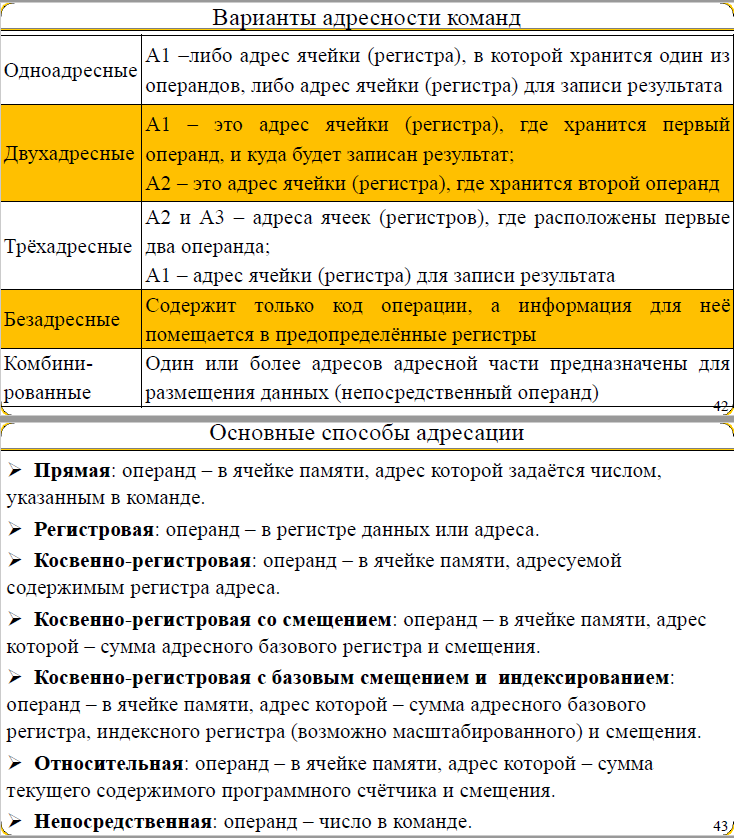 Варианты адресности команд
Одноадресные
А1 –либо адрес ячейки (регистра), в которой хранится один из
операндов, либо адрес ячейки (регистра) для записи результата
Двухадресные
А1 – это адрес ячейки (регистра), где хранится первый
операнд, и куда будет записан результат;
А2 – это адрес ячейки (регистра), где хранится второй операнд
Трёхадресные
А2 и А3 – адреса ячеек (регистров), где расположены первые
два операнда;
А1 – адрес ячейки (регистра) для записи результата
Безадресные
Содержит только код операции, а информация для неё
помещается в предопределённые регистры
Комбини-
рованные
Один или более адресов адресной части предназначены для
размещения данных (непосредственный операнд)
42
Основные способы адресации
➢ Прямая: операнд – в ячейке памяти, адрес которой задаётся числом,
указанным в команде.
➢ Регистровая: операнд – в регистре данных или адреса.
➢ Косвенно-регистровая: операнд – в ячейке памяти, адресуемой
содержимым регистра адреса.
➢ Косвенно-регистровая со смещением: операнд – в ячейке памяти, адрес
которой – сумма адресного базового регистра и смещения.
➢ Косвенно-регистровая с базовым смещением и индексированием:
операнд – в ячейке памяти, адрес которой – сумма адресного базового
регистра, индексного регистра (возможно масштабированного) и смещения.
➢ Относительная: операнд – в ячейке памяти, адрес которой – сумма
текущего содержимого программного счётчика и смещения.
➢ Непосредственная: операнд – число в команде.
43